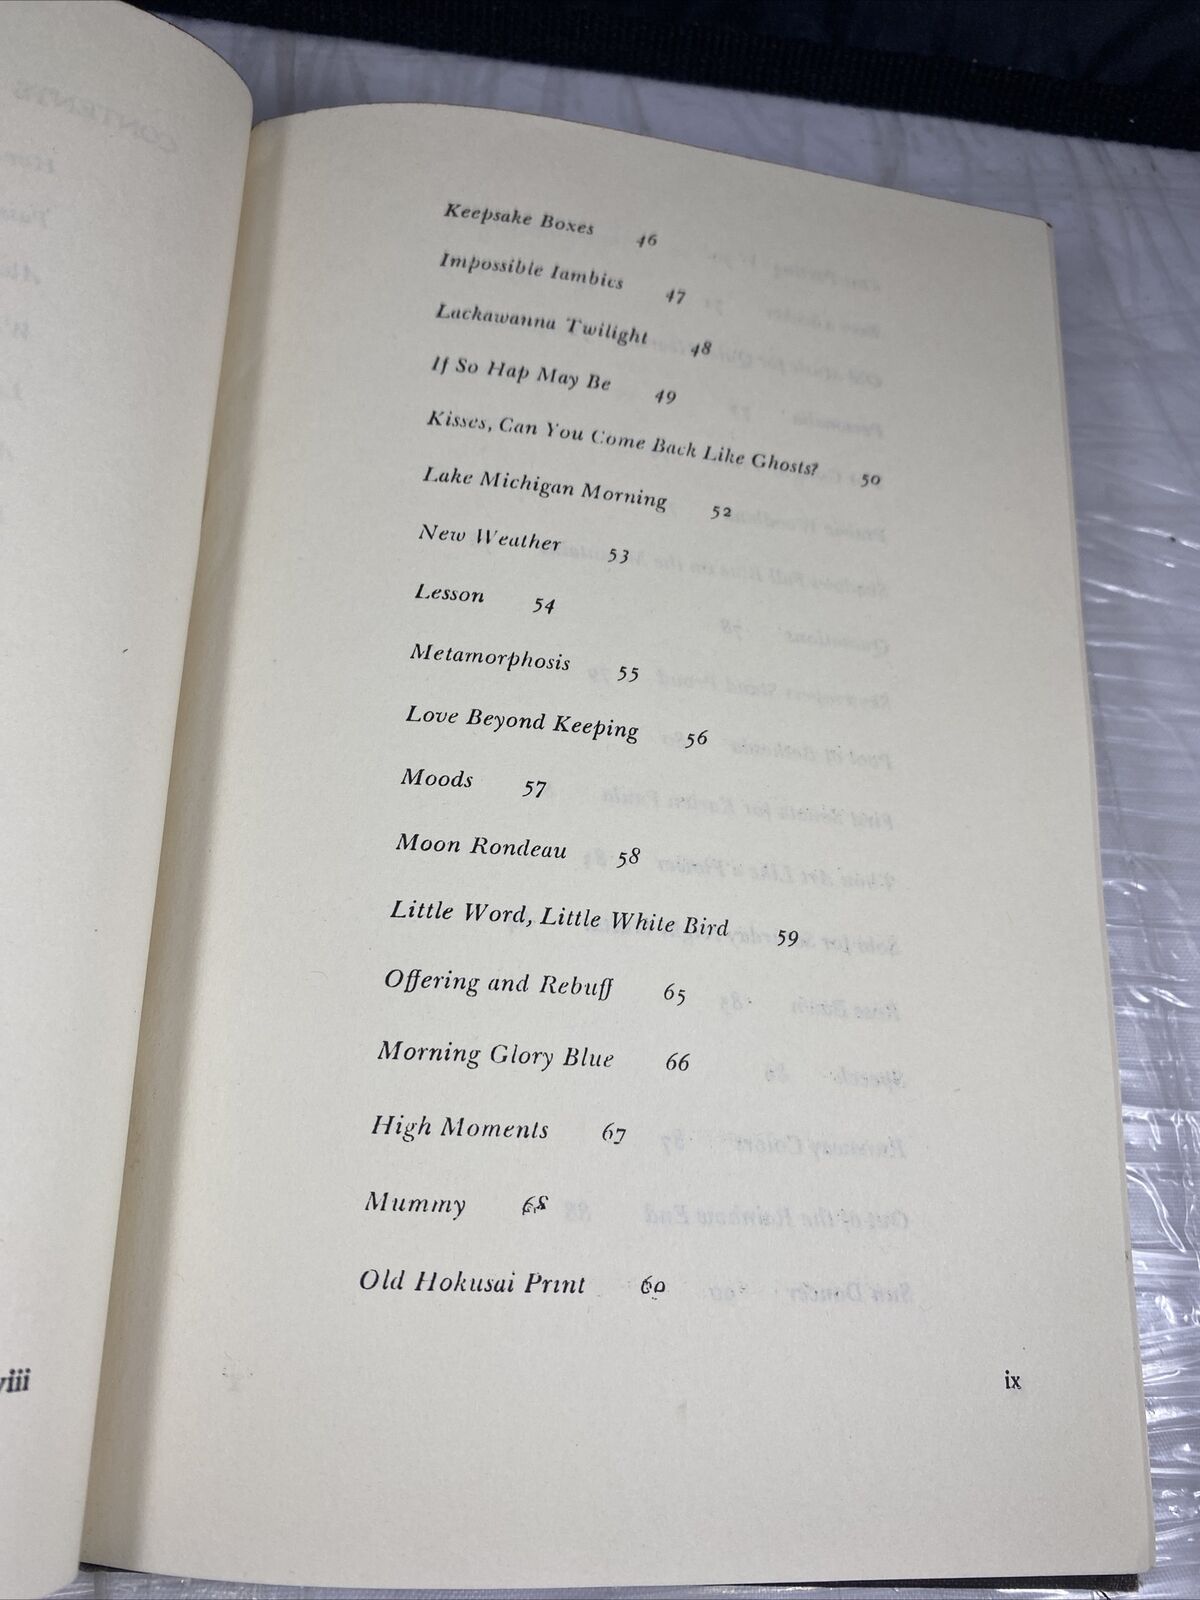 Keepsake Boxes 46
Impossible Iambics 47
Lackawanna Twilight 48
If So Hap May Be 49
Kisses, Can You Come Back Like Ghosts? 50
Lake Michigan Morning 52
New Weather 53
Lesson 54
Metamorphosis 55
Love Beyond Keeping 56
Moods 57
Moon Rondeau 58
Little Word, Little White Bird 59
Offering and Rebuff 65
Morning Glory Blue 66
High Moments 67
Mummy 68
Old Hokusai Print 69
viii
ix